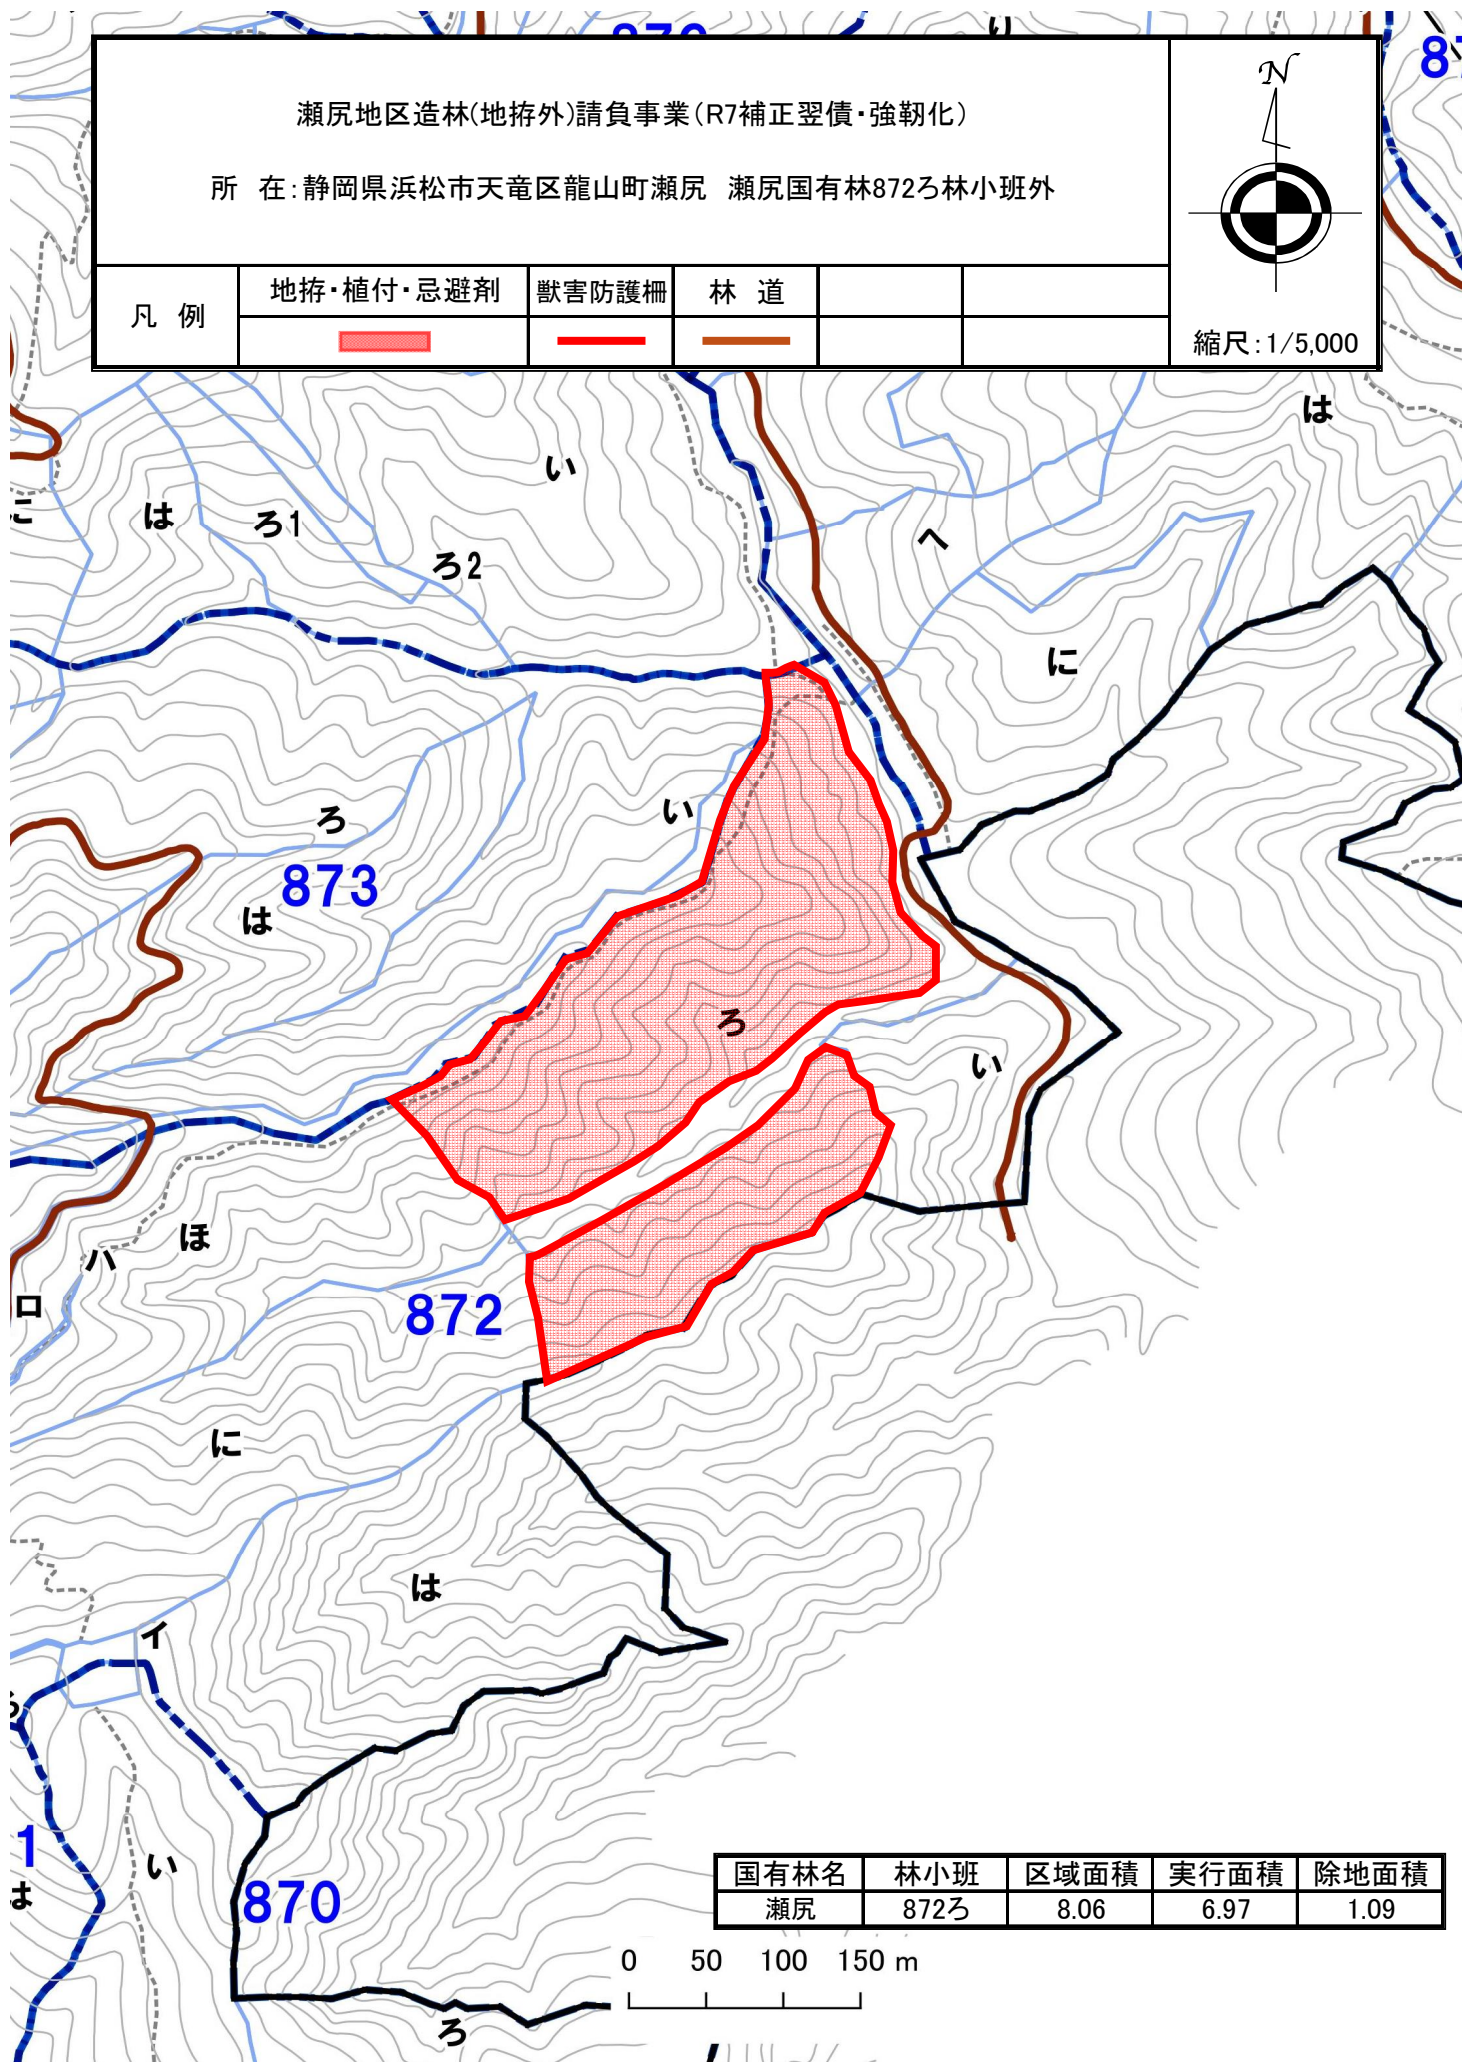 瀬尻地区造林(地拵外)請負事業(R7補正翌債・強靭化)
所 在:静岡県浜松市天竜区龍山町瀬尻 瀬尻国有林872ろ林小班外
凡 例
地拵・植付・忌避剤 獣害防護柵 林 道
N
縮尺:1/5,000
り
は
い
に
は
ろ1
ろ2
へ
に
い
ろ
873
は
ろ
い
ほ
ハ
ロ
872
に
は
イ
ろ
1
は
い
870
ろ
国有林名 林小班 区域面積 実行面積 除地面積
瀬尻 872ろ 8.06 6.97 1.09
0 50 100 150 m